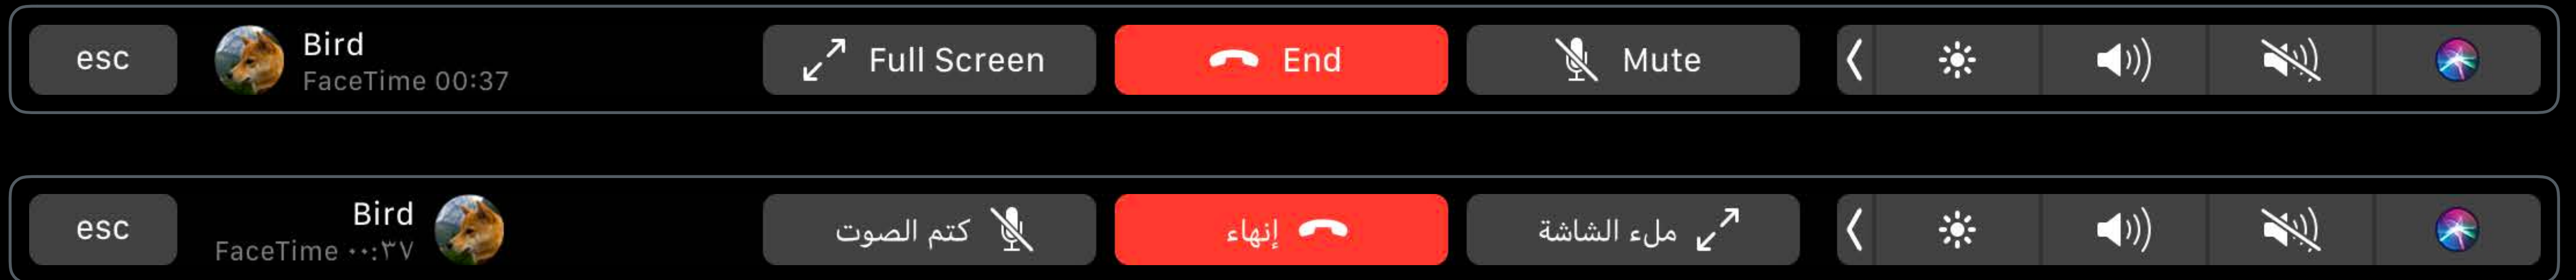 esc
Bird
FaceTime 00:37
Full Screen
End
Mute
esc
Bird
FaceTime ٠٠:٣٧
كتم الصوت
إنهاء
ملء الشاشة